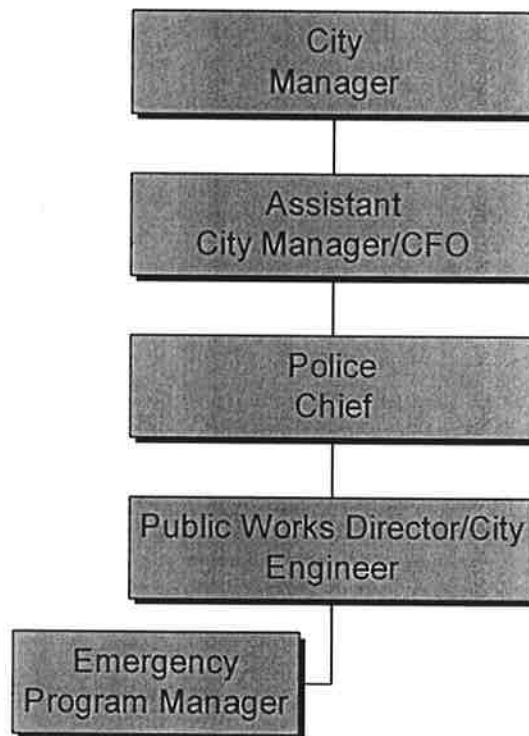 City
Manager
Assistant
City Manager/CFO
Police
Chief
Public Works Director/City
Engineer
Emergency
Program Manager